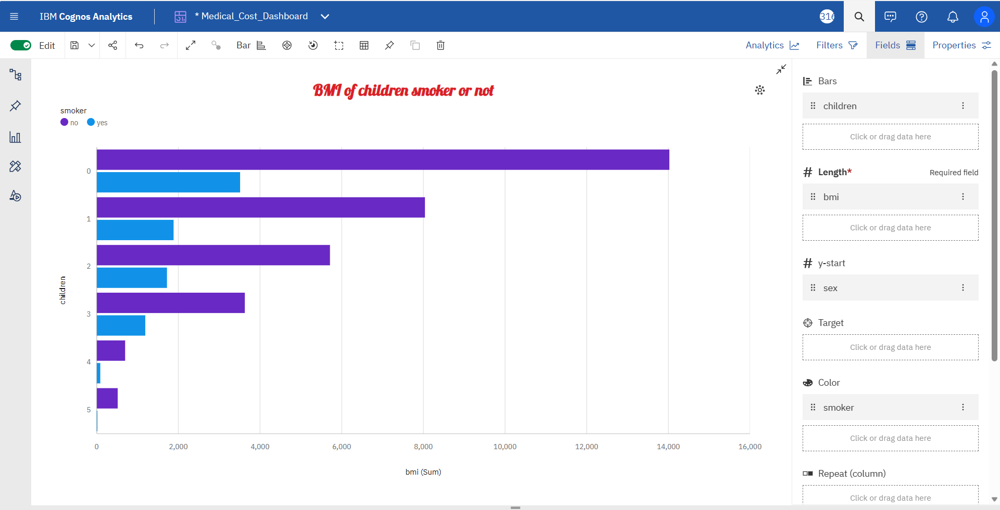 IBM Cognos Analytics
* Medical_Cost_Dashboard
316
Edit
Bar
Analytics
Filters
Fields
Properties
BMI of children smoker or not
smoker
no
yes
children
0
1
2
3
4
5
0
2,000
4,000
6,000
8,000
10,000
12,000
14,000
16,000
bmi (Sum)
Bars
children
Click or drag data here
Length*
Required field
bmi
Click or drag data here
y-start
sex
Target
Click or drag data here
Color
smoker
Click or drag data here
Repeat (column)
Click or drag data here